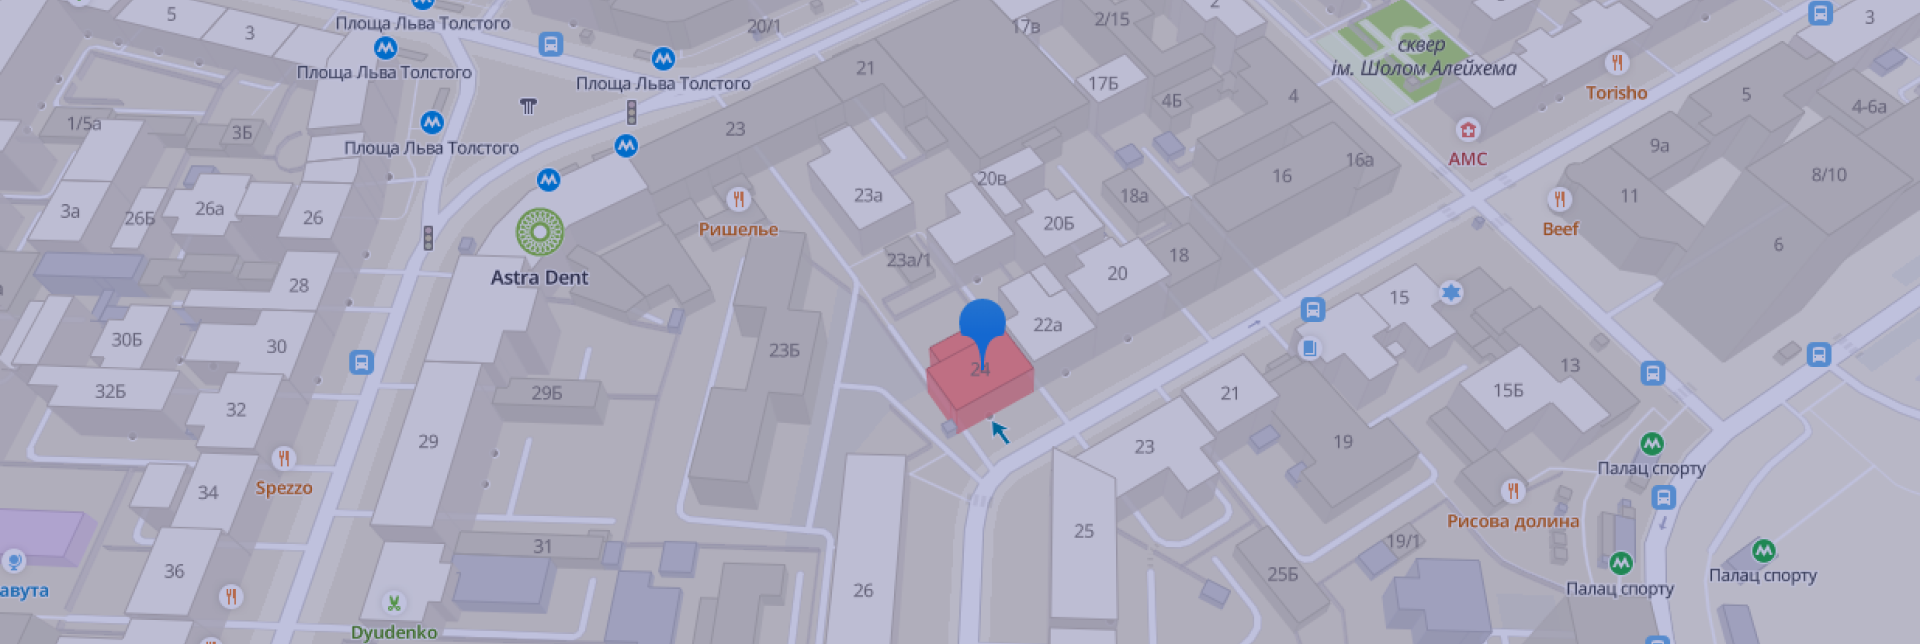 5
3
Площа Льва Толстого
Площа Льва Толстого
Площа Льва Толстого
Площа Льва Толстого
20/1
21
17в
2/15
2
17Б
4Б
4
сквер
ім. Шолом Алейхема
Torisho
3
5
4-6а
1/5а
3Б
23
16
16а
АМС
9а
11
8/10
6
Beef
3а
26Б
26а
26
23а
20в
20Б
18а
18
Ришелье
23а/1
20
22а
24
Astra Dent
28
30Б
30
32Б
32
29Б
23Б
29
15
13
15Б
21
23
19
34
Spezzo
Палац спорту
Рисова долина
25
31
36
19/1
25Б
26
Палац спорту
Палац спорту
авута
Dyudenko